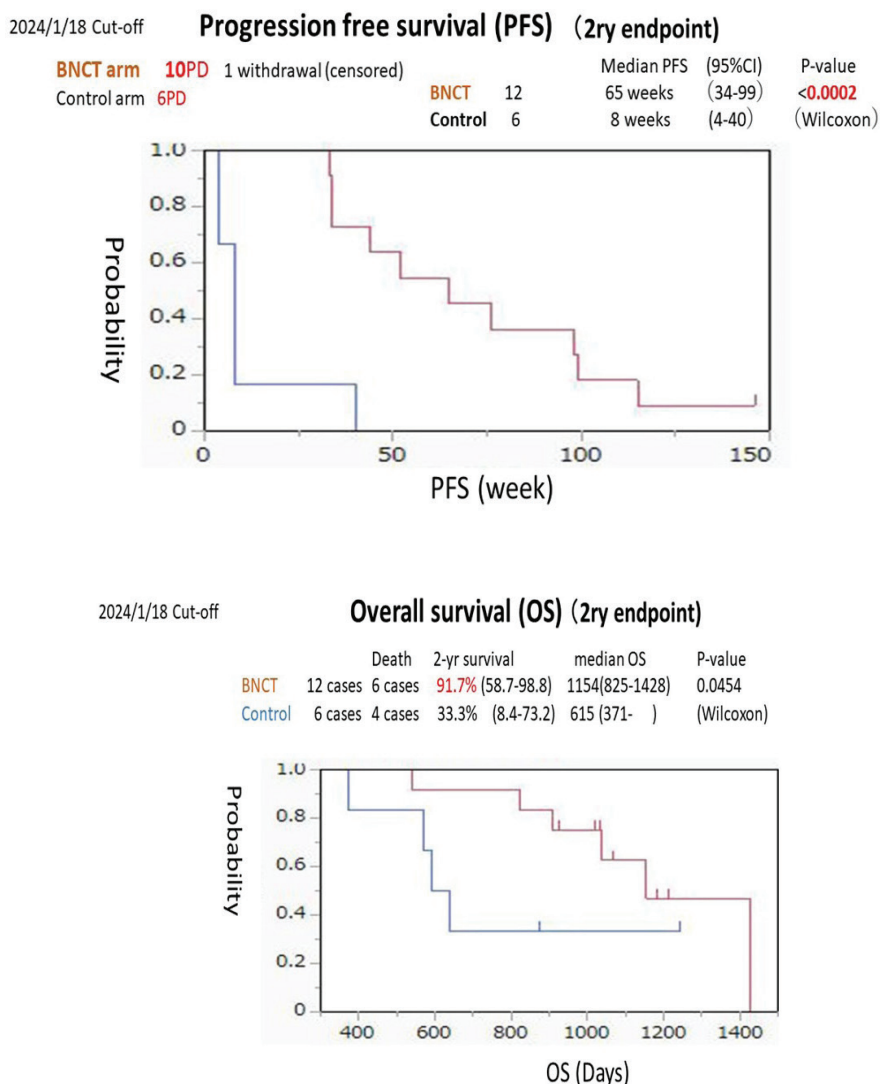 2024/1/18 Cut-off Progression free survival (PFS) （2ry endpoint)
BNCT arm 10PD 1 withdrawal (censored)
Control arm 6PD
Median PFS (95%CI) P-value
BNCT 12 65 weeks （34-99） <0.0002
Control 6 8 weeks (4-40） （Wilcoxon)
Probability
1.0
0.8
0.6
0.4
0.2
0
0 50 100 150
PFS (week)
2024/1/18 Cut-off Overall survival (OS)（2ry endpoint)
Death 2-yr survival median OS P-value
BNCT 12 cases 6 cases 91.7% (58.7-98.8) 1154(825-1428) 0.0454
Control 6 cases 4 cases 33.3% (8.4-73.2) 615 (371- ) (Wilcoxon)
Probability
1.0
0.8
0.6
0.4
0.2
0
400 600 800 1000 1200 1400
OS (Days)